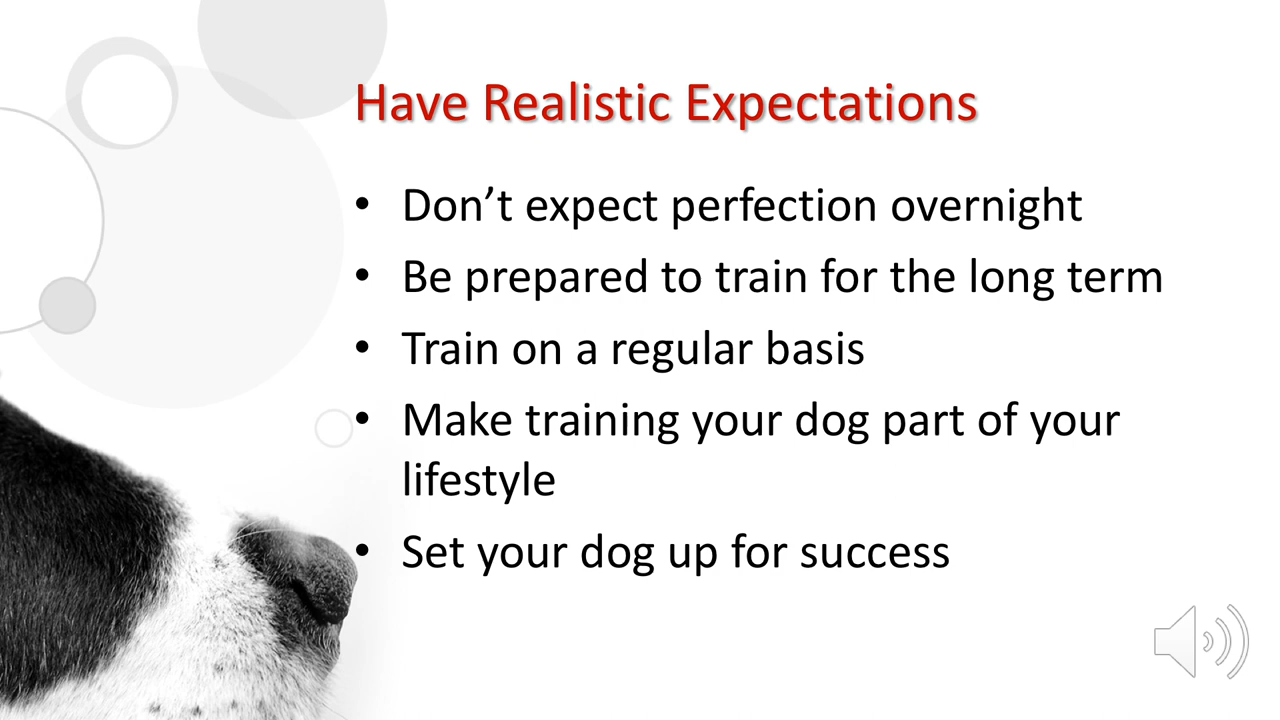 Have Realistic Expectations
• Don’t expect perfection overnight
• Be prepared to train for the long term
• Train on a regular basis
• Make training your dog part of your
lifestyle
• Set your dog up for success